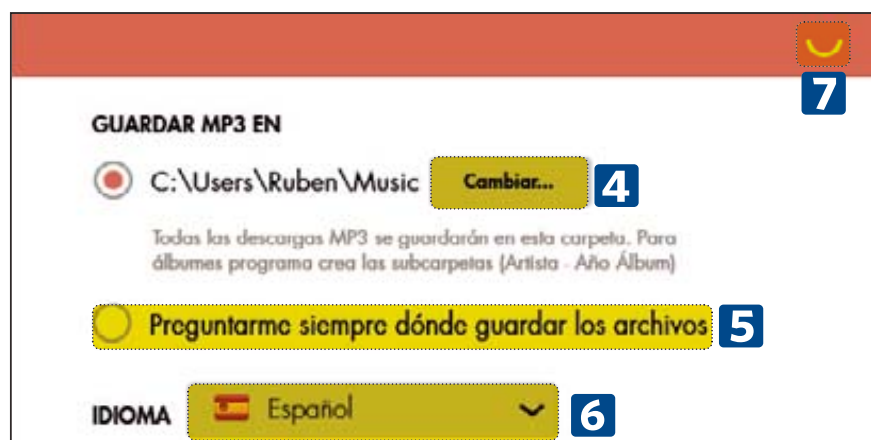 7
GUARDAR MP3 EN
C:\Users\Ruben\Music Cambiar... 4
Todas las descargas MP3 se guardarán en esta carpeta. Para
álbumes programa crea las subcarpetas (Artista - Año Álbum)
Preguntarme siempre dónde guardar los archivos 5
IDIOMA Español 6